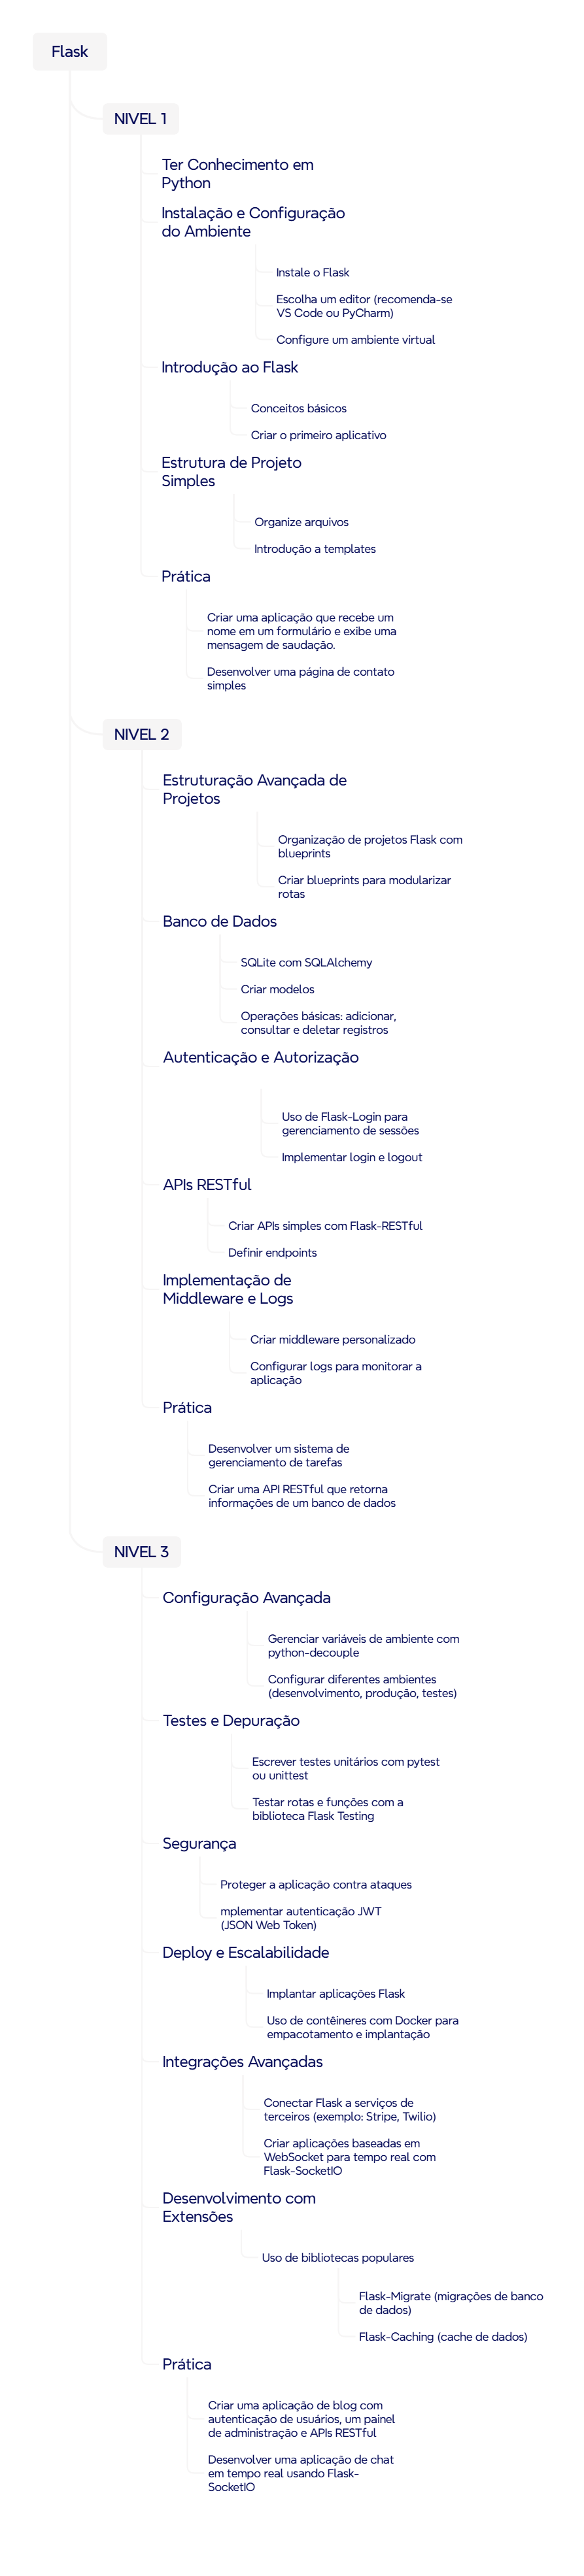 Flask
NIVEL 1
Ter Conhecimento em
Python
Instalação e Configuração
do Ambiente
Instale o Flask
Escolha um editor (recomenda-se
VS Code ou PyCharm)
Configure um ambiente virtual
Introdução ao Flask
Conceitos básicos
Criar o primeiro aplicativo
Estrutura de Projeto
Simples
Organize arquivos
Introdução a templates
Prática
Criar uma aplicação que recebe um
nome em um formulário e exibe uma
mensagem de saudação.
Desenvolver uma página de contato
simples
NIVEL 2
Estruturação Avançada de
Projetos
Organização de projetos Flask com
blueprints
Criar blueprints para modularizar
rotas
Banco de Dados
SQLite com SQLAlchemy
Criar modelos
Operações básicas: adicionar,
consultar e deletar registros
Autenticação e Autorização
Uso de Flask-Login para
gerenciamento de sessões
Implementar login e logout
APIs RESTful
Criar APIs simples com Flask-RESTful
Definir endpoints
Implementação de
Middleware e Logs
Criar middleware personalizado
Configurar logs para monitorar a
aplicação
Prática
Desenvolver um sistema de
gerenciamento de tarefas
Criar uma API RESTful que retorna
informações de um banco de dados
NIVEL 3
Configuração Avançada
Gerenciar variáveis de ambiente com
python-decouple
Configurar diferentes ambientes
(desenvolvimento, produção, testes)
Testes e Depuração
Escrever testes unitários com pytest
ou unittest
Testar rotas e funções com a
biblioteca Flask Testing
Segurança
Proteger a aplicação contra ataques
mplementar autenticação JWT
(JSON Web Token)
Deploy e Escalabilidade
Implantar aplicações Flask
Uso de contêineres com Docker para
empacotamento e implantação
Integrações Avançadas
Conectar Flask a serviços de
terceiros (exemplo: Stripe, Twilio)
Criar aplicações baseadas em
WebSocket para tempo real com
Flask-SocketIO
Desenvolvimento com
Extensões
Uso de bibliotecas populares
Flask-Migrate (migrações de banco
de dados)
Flask-Caching (cache de dados)
Prática
Criar uma aplicação de blog com
autenticação de usuários, um painel
de administração e APIs RESTful
Desenvolver uma aplicação de chat
em tempo real usando Flask-
SocketIO